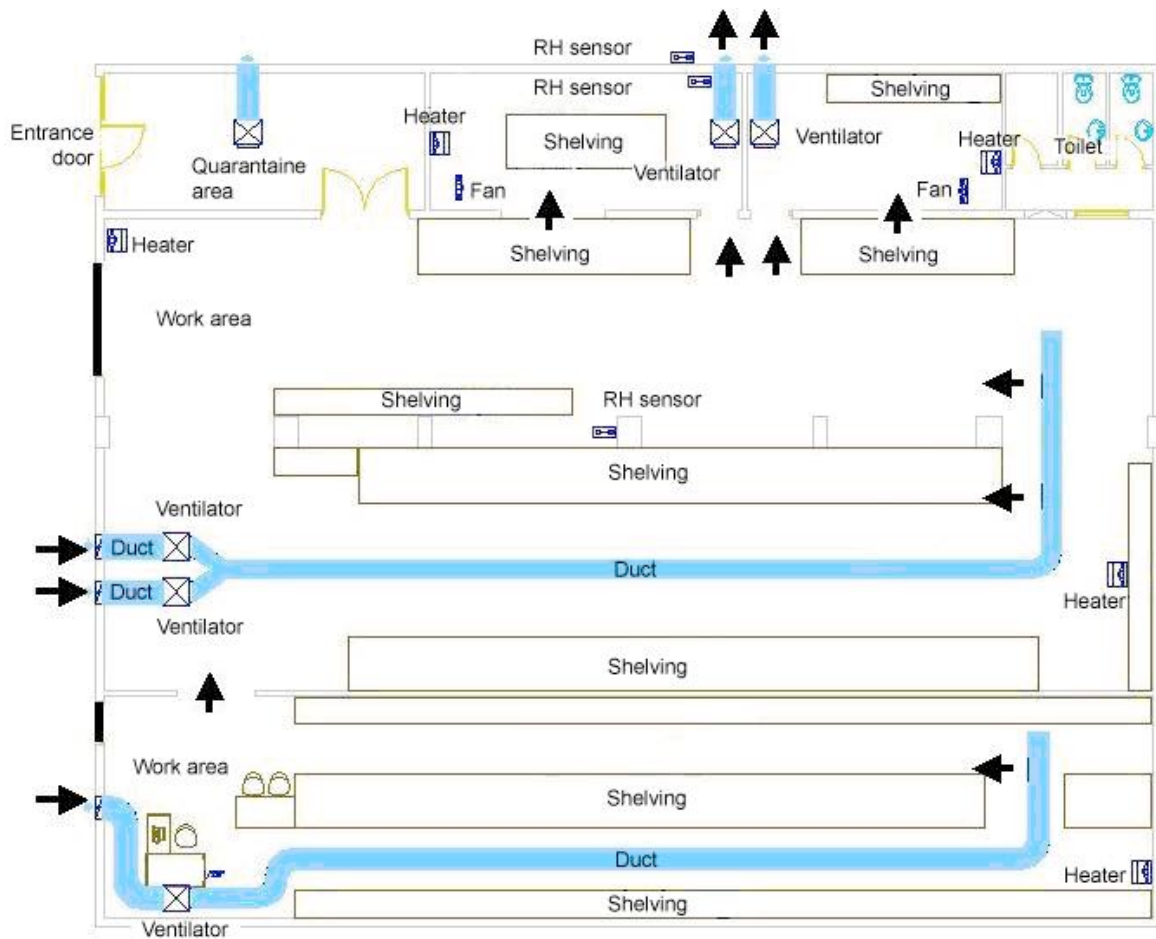 RH sensor
RH sensor
Shelving
Heater
Entrance
door
Shelving
Ventilator
Heater
Toilet
Quarantaine
area
Ventilator
Fan
Fan
Heater
Shelving
Shelving
Work area
Shelving
RH sensor
Shelving
Ventilator
Duct
Duct
Duct
Heater
Ventilator
Shelving
Work area
Shelving
Duct
Heater
Shelving
Ventilator